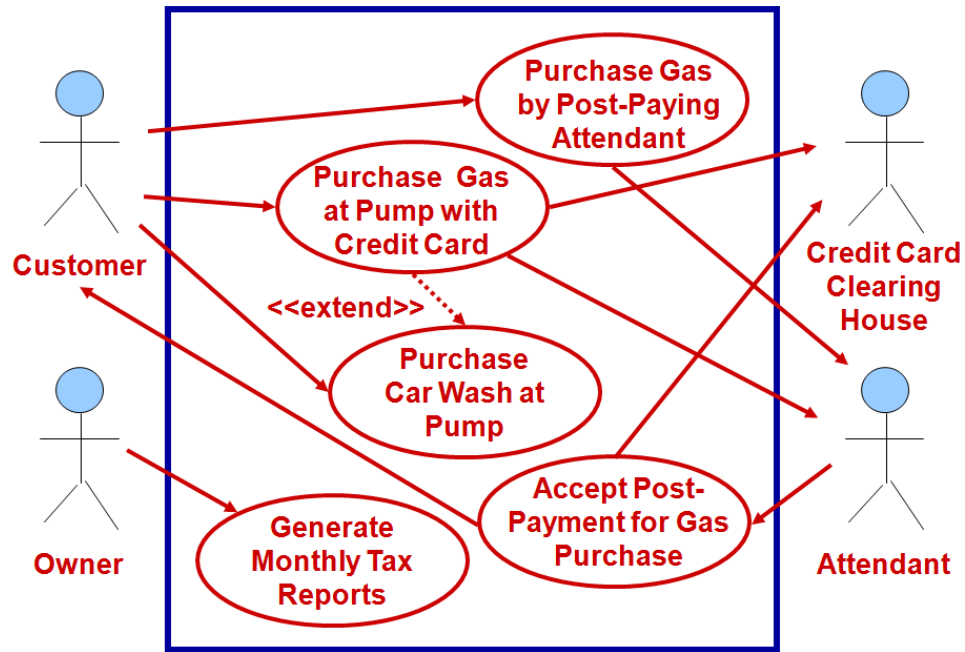 Purchase Gas
by Post-Paying
Attendant
Purchase Gas
at Pump with
Credit Card
Customer
Credit Card
Clearing
House
<<extend>>
Purchase
Car Wash at
Pump
Accept Post-
Payment for Gas
Purchase
Generate
Monthly Tax
Reports
Owner
Attendant